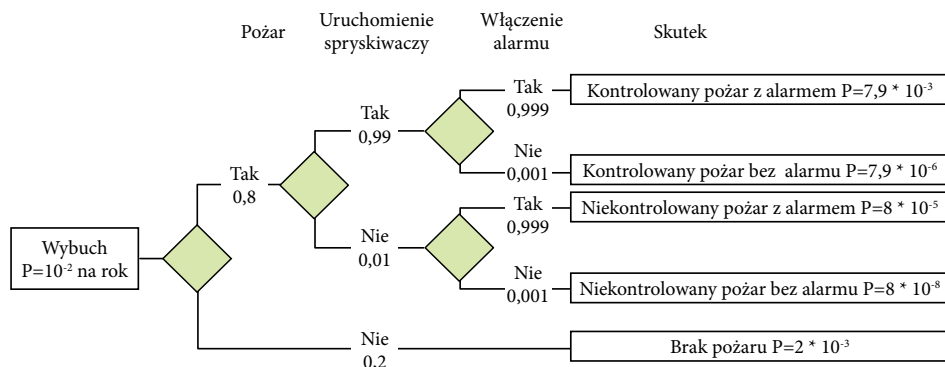 Pożar
Uruchomienie
spryskiwaczy
Włączenie
alarmu
Skutek
Tak
0,999
Kontrolowany pożar z alarmem P=7,9 * 10⁻³
Tak
0,99
Nie
0,001
Kontrolowany pożar bez alarmu P=7,9 * 10⁻⁶
Tak
0,8
Tak
0,999
Niekontrolowany pożar z alarmem P=8 * 10⁻⁵
Wybuch
P=10⁻² na rok
Nie
0,01
Nie
0,001
Niekontrolowany pożar bez alarmu P=8 * 10⁻⁸
Nie
0,2
Brak pożaru P=2 * 10⁻³